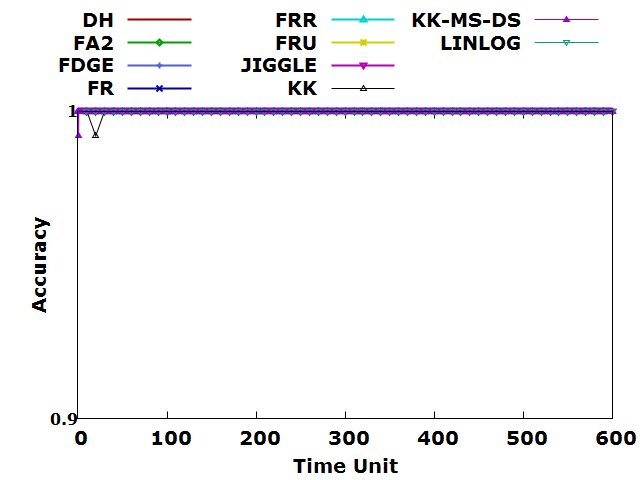 DH FRR KK-MS-DS
FA2 FRU LINLOG
FDGE JIGGLE
FR KK
1
Accuracy
0.9
0 100 200 300 400 500 600
Time Unit